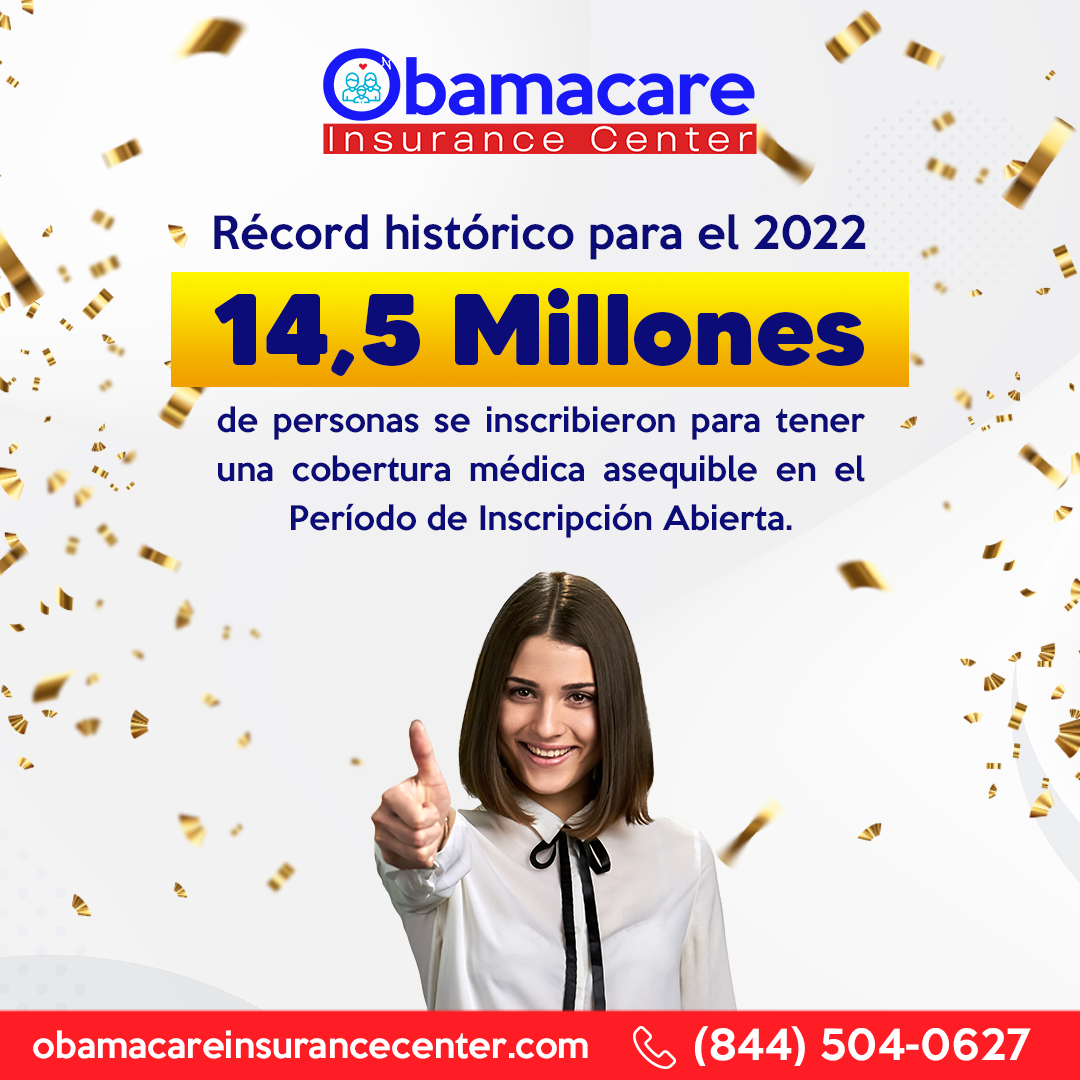 Obamacare
Insurance Center
Récord histórico para el 2022
14,5 Millones
de personas se inscribieron para tener
una cobertura médica asequible en el
Período de Inscripción Abierta.
obamacareinsurancecenter.com (844) 504-0627